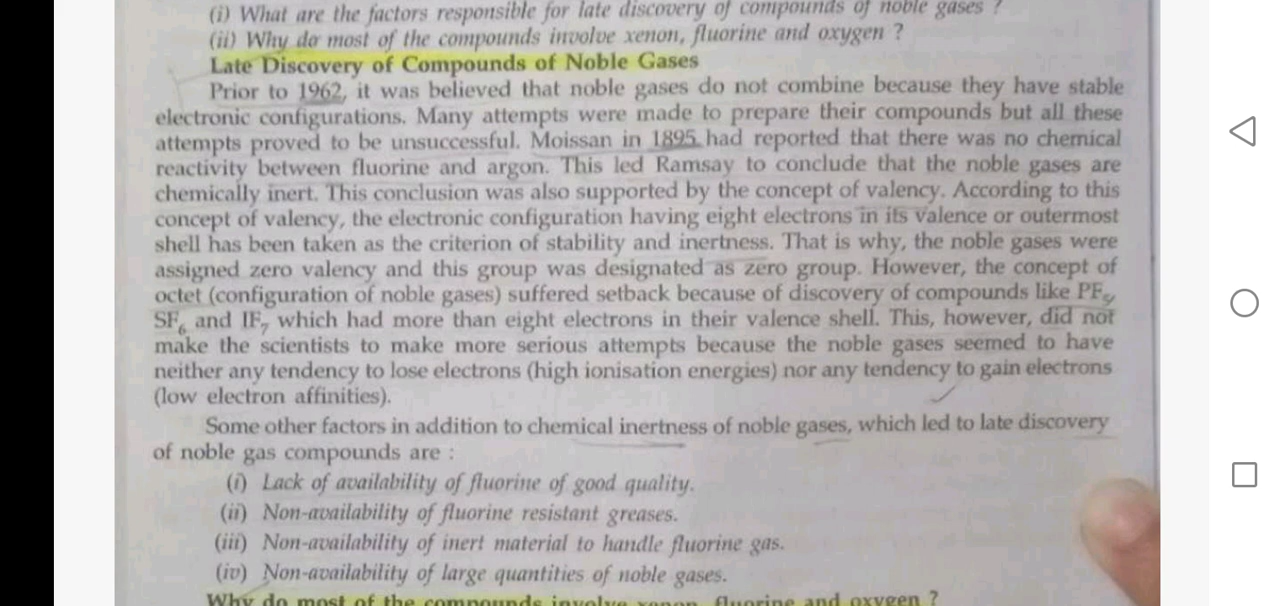 (i) What are the factors responsible for late discovery of compounds of noble gases ?
(ii) Why do most of the compounds involve xenon, fluorine and oxygen ?
Late Discovery of Compounds of Noble Gases
Prior to 1962, it was believed that noble gases do not combine because they have stable
electronic configurations. Many attempts were made to prepare their compounds but all these
attempts proved to be unsuccessful. Moissan in 1895 had reported that there was no chemical
reactivity between fluorine and argon. This led Ramsay to conclude that the noble gases are
chemically inert. This conclusion was also supported by the concept of valency. According to this
concept of valency, the electronic configuration having eight electrons in its valence or outermost
shell has been taken as the criterion of stability and inertness. That is why, the noble gases were
assigned zero valency and this group was designated as zero group. However, the concept of
octet (configuration of noble gases) suffered setback because of discovery of compounds like PF₅,
SF₆ and IF₇ which had more than eight electrons in their valence shell. This, however, did not
make the scientists to make more serious attempts because the noble gases seemed to have
neither any tendency to lose electrons (high ionisation energies) nor any tendency to gain electrons
(low electron affinities).
Some other factors in addition to chemical inertness of noble gases, which led to late discovery
of noble gas compounds are :
(i) Lack of availability of fluorine of good quality.
(ii) Non-availability of fluorine resistant greases.
(iii) Non-availability of inert material to handle fluorine gas.
(iv) Non-availability of large quantities of noble gases.
Why do most of the compounds involve xenon, fluorine and oxygen ?